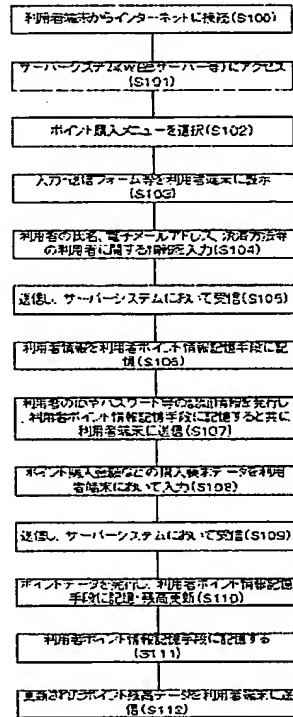 利用者端末からインターネットに接続(S100)
サーバーシステム(WEBサーバー等)にアクセス
(S101)
ポイント購入メニューを選択(S102)
入力・送信フォーム等を利用者端末に表示
(S103)
利用者の氏名、電子メールアドレス、決済方法等
の利用者に関する情報を入力(S104)
送信し、サーバーシステムにおいて受信(S105)
利用者情報を利用者ポイント情報記憶手段に記
憶(S106)
利用者のIDやパスワード等の認証情報を発行し
、利用者ポイント情報記憶手段に記憶すると共に
利用者端末に送信(S107)
ポイント購入金額などの購入要求データを利用
者端末において入力(S108)
送信し、サーバーシステムにおいて受信(S109)
ポイントデータを発行し、利用者ポイント情報記憶
手段に記憶・残高更新(S110)
利用者ポイント情報記憶手段に記憶する
(S111)
更新されたポイント残高データを利用者端末に送
信(S112)